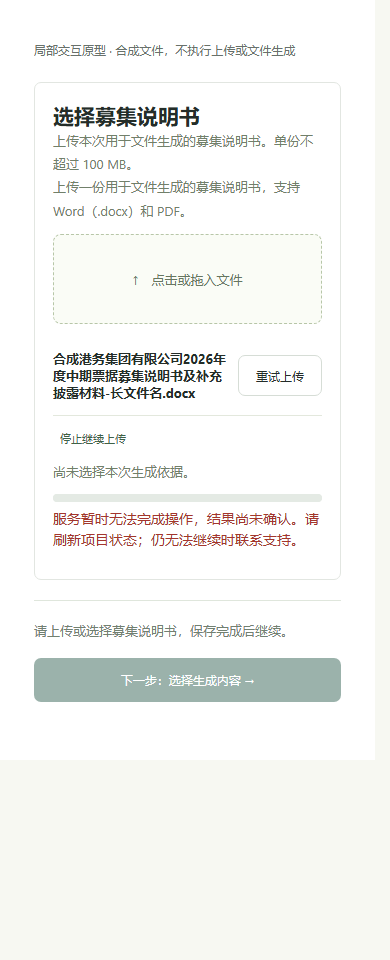 局部交互原型 · 合成文件，不执行上传或文件生成
选择募集说明书
上传本次用于文件生成的募集说明书。单份不
超过 100 MB。
上传一份用于文件生成的募集说明书，支持
Word（.docx）和 PDF。
↑ 点击或拖入文件
合成港务集团有限公司2026年
度中期票据募集说明书及补充
披露材料-长文件名.docx
重试上传
停止继续上传
尚未选择本次生成依据。
服务暂时无法完成操作，结果尚未确认。请
刷新项目状态；仍无法继续时联系支持。
请上传或选择募集说明书，保存完成后继续。
下一步：选择生成内容 →